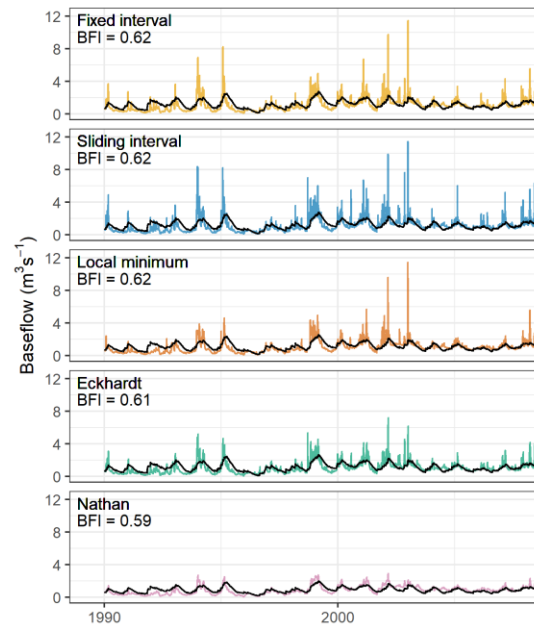 Fixed interval
BFI = 0.62
12
8
4
0
Sliding interval
BFI = 0.62
12
8
4
0
Local minimum
BFI = 0.62
12
8
4
0
Eckhardt
BFI = 0.61
12
8
4
0
Nathan
BFI = 0.59
12
8
4
0
Baseflow (m³s⁻¹)
1990
2000